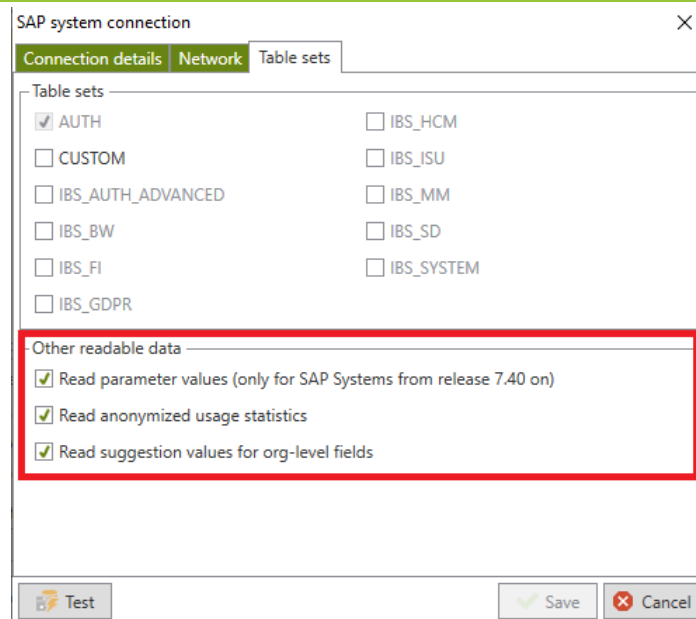 SAP system connection
Connection details Network Table sets
Table sets
AUTH IBS_HCM
CUSTOM IBS_ISU
IBS_AUTH_ADVANCED IBS_MM
IBS_BW IBS_SD
IBS_FI IBS_SYSTEM
IBS_GDPR
Other readable data
Read parameter values (only for SAP Systems from release 7.40 on)
Read anonymized usage statistics
Read suggestion values for org-level fields
Test Save Cancel